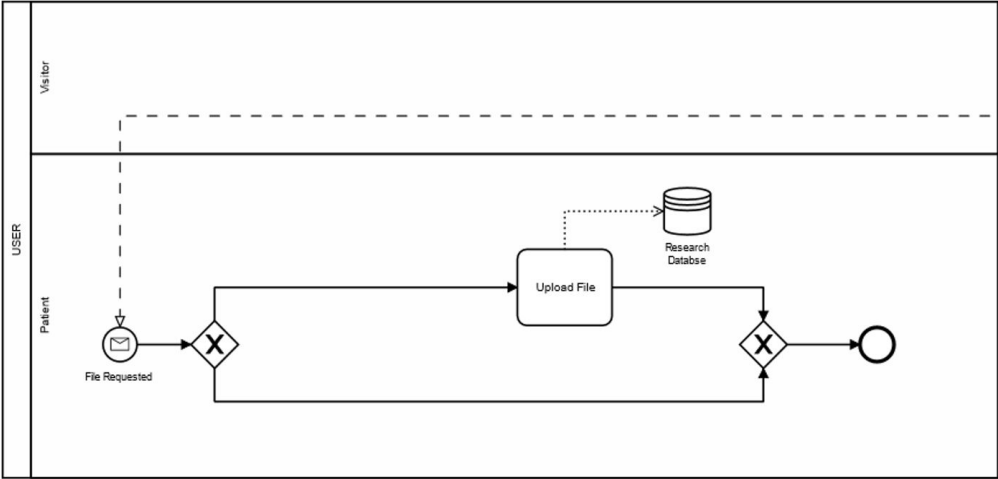 Visitor
USER
Patient
Research
Databse
Upload File
X
X
File Requested